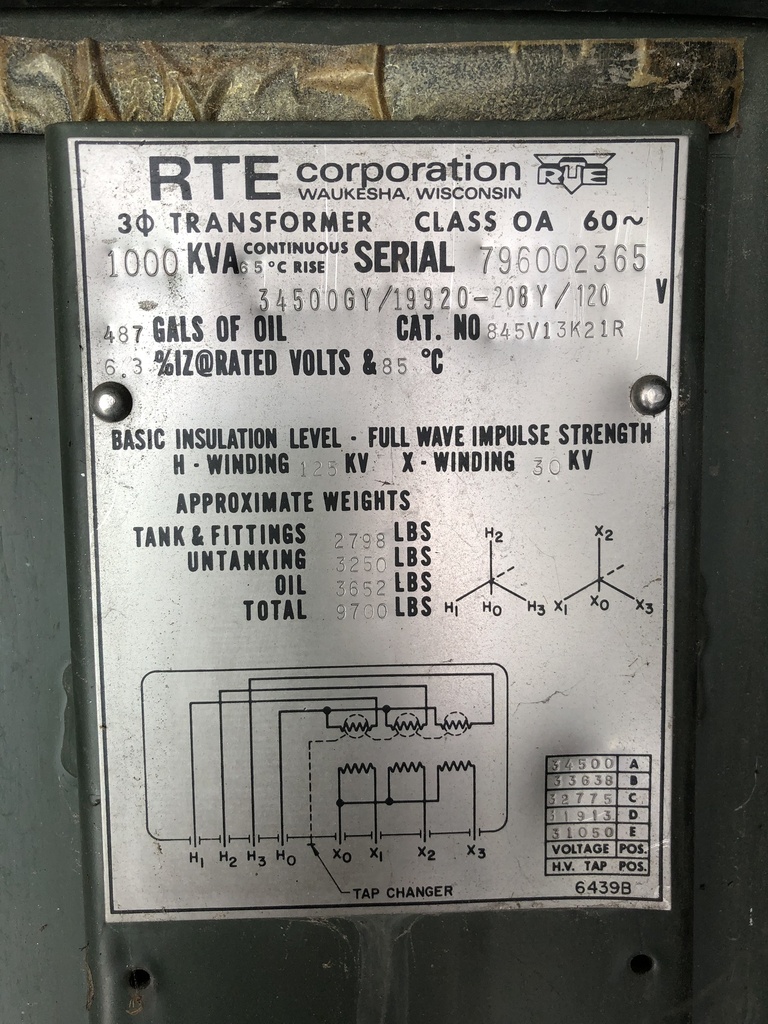 RTE corporation RTE
WAUKESHA, WISCONSIN
3Φ TRANSFORMER CLASS OA 60~
1000 KVA CONTINUOUS 65°C RISE SERIAL 796002365
34500GY/19920-208Y/120 V
487 GALS OF OIL CAT. NO 845V13K21R
6.3 %IZ@RATED VOLTS & 85 °C
BASIC INSULATION LEVEL - FULL WAVE IMPULSE STRENGTH
H - WINDING 125 KV X - WINDING 30 KV
APPROXIMATE WEIGHTS
TANK & FITTINGS 2798 LBS
UNTANKING 3250 LBS
OIL 3652 LBS
TOTAL 9700 LBS
H2 X2
H1 H0 H3 X1 X0 X3
34500 A
33638 B
32775 C
31913 D
31050 E
VOLTAGE POS.
H.V. TAP POS.
6439B
H1 H2 H3 H0 X0 X1 X2 X3
TAP CHANGER